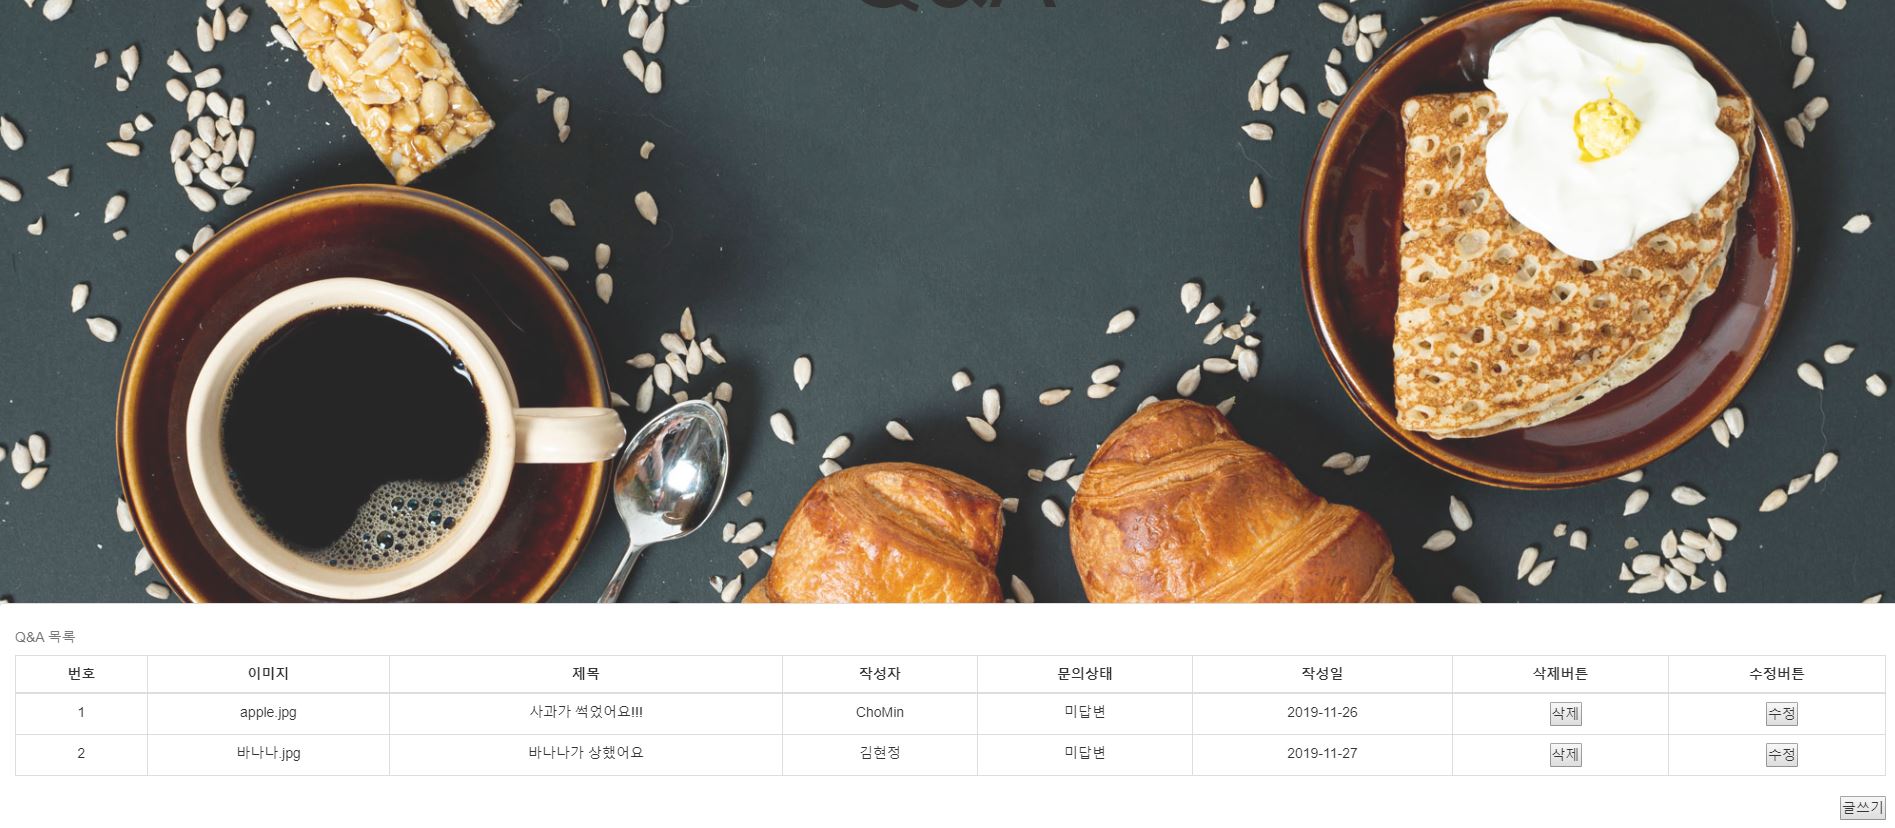 Q&A
Q&A 목록
번호 이미지 제목 작성자 문의상태 작성일 삭제버튼 수정버튼
1 apple.jpg 사과가 썩었어요!!! ChoMin 미답변 2019-11-26 삭제 수정
2 바나나.jpg 바나나가 상했어요 김현정 미답변 2019-11-27 삭제 수정
글쓰기